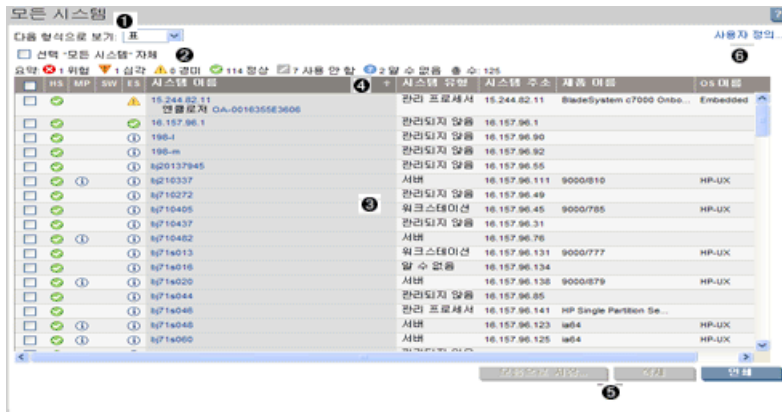 모든 시스템 ❶
다음 형식으로 보기: 표
사용자 정의...
선택 "모든 시스템" 자체 ❷
❻
요약: 1 위험 1 심각 0 경미 114 정상 7 사용 안 함 2 알 수 없음 총 수: 125
HS MP SW ES 시스템 이름 ❹ ↑ 시스템 유형 시스템 주소 제품 이름 OS 이름
15.244.82.11 관리 프로세서 15.244.82.11 BladeSystem c7000 Onbo... Embedded
엔클로저 OA-0016355E3606
16.157.96.1 관리되지 않음 16.157.96.1
198-l 관리되지 않음 16.157.96.90
198-m 관리되지 않음 16.157.96.92
bj20137945 관리되지 않음 16.157.96.55
bj210337 서버 16.157.96.111 9000/810 HP-UX
bj710272 관리되지 않음 16.157.96.49
bj710405 ❸ 워크스테이션 16.157.96.45 9000/785 HP-UX
bj710437 관리되지 않음 16.157.96.31
bj710482 서버 16.157.96.76
bj71s013 워크스테이션 16.157.96.131 9000/777 HP-UX
bj71s016 알 수 없음 16.157.96.134
bj71s020 서버 16.157.96.138 9000/879 HP-UX
bj71s044 관리되지 않음 16.157.96.85
bj71s046 관리 프로세서 16.157.96.141 HP Single Partition Se...
bj71s048 서버 16.157.96.123 ia64 HP-UX
bj71s060 서버 16.157.96.125 ia64 HP-UX
삭제 인쇄
❺